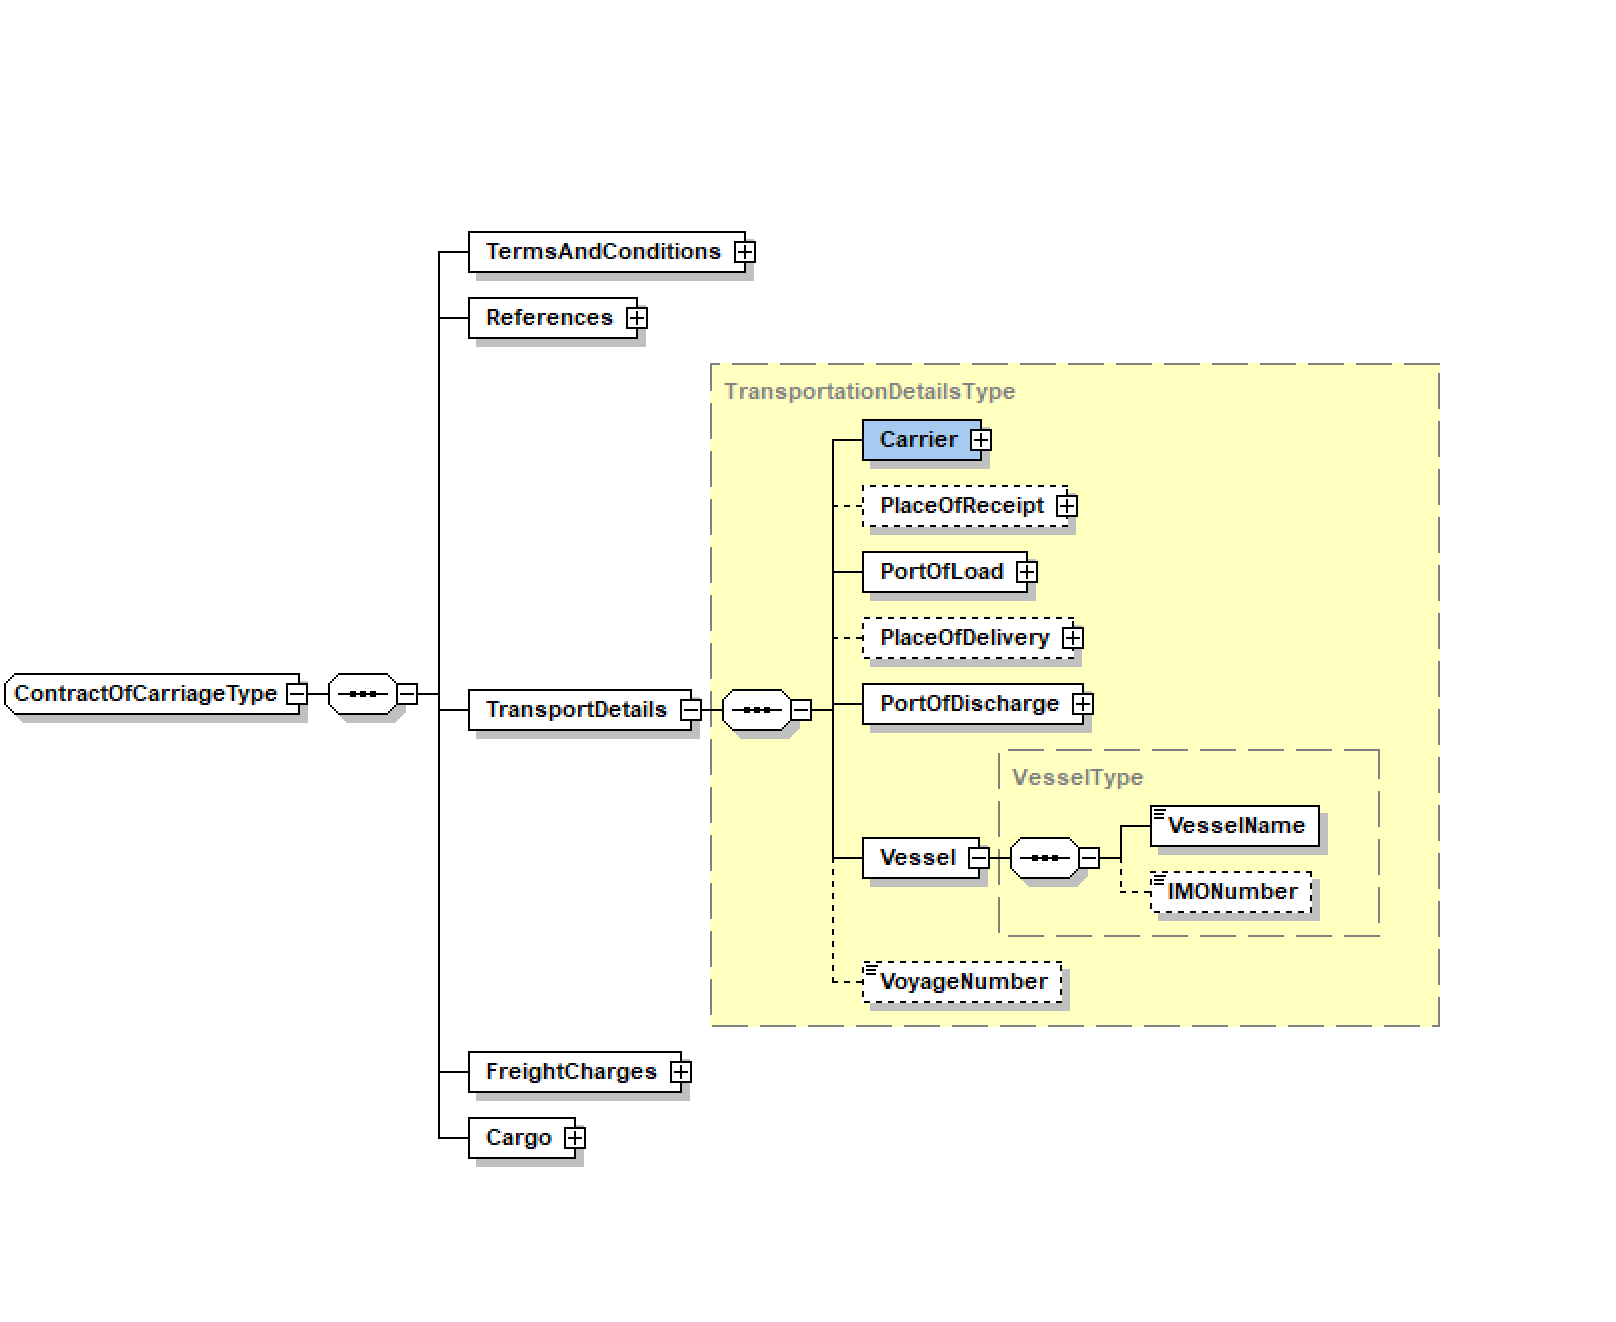 TermsAndConditions
References
TransportationDetailsType
Carrier
PlaceOfReceipt
PortOfLoad
PlaceOfDelivery
ContractOfCarriageType
TransportDetails
PortOfDischarge
VesselType
VesselName
Vessel
IMONumber
VoyageNumber
FreightCharges
Cargo